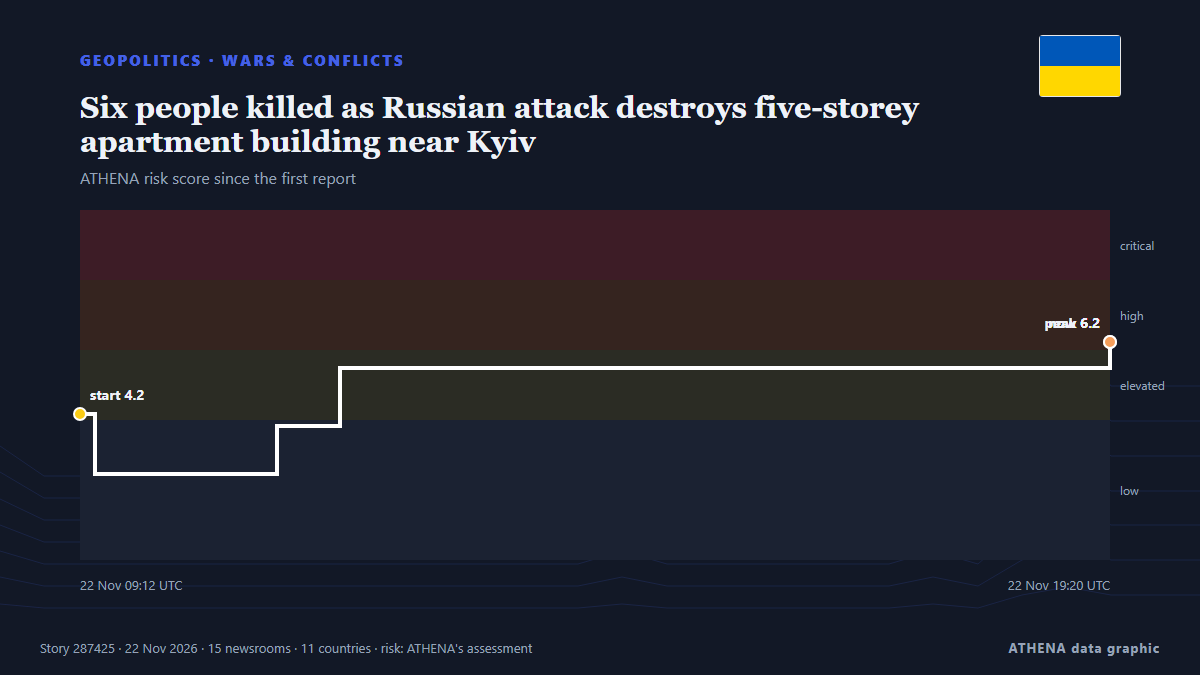 GEOPOLITICS · WARS & CONFLICTS
Six people killed as Russian attack destroys five-storey
apartment building near Kyiv
ATHENA risk score since the first report
critical
high
elevated
low
start 4.2
6.2
22 Nov 09:12 UTC
22 Nov 19:20 UTC
Story 287425 · 22 Nov 2026 · 15 newsrooms · 11 countries · risk: ATHENA's assessment
ATHENA data graphic